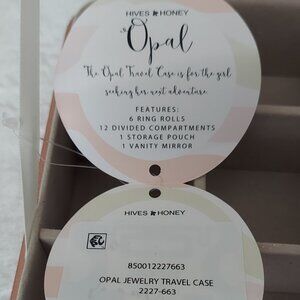 HIVES HONEY
Opal
The Opal Travel Case is for the girl
seeking her next adventure.
FEATURES:
6 RING ROLLS
12 DIVIDED COMPARTMENTS
1 STORAGE POUCH
1 VANITY MIRROR
HIVES HONEY
850012227663
OPAL JEWELRY TRAVEL CASE
2227-663